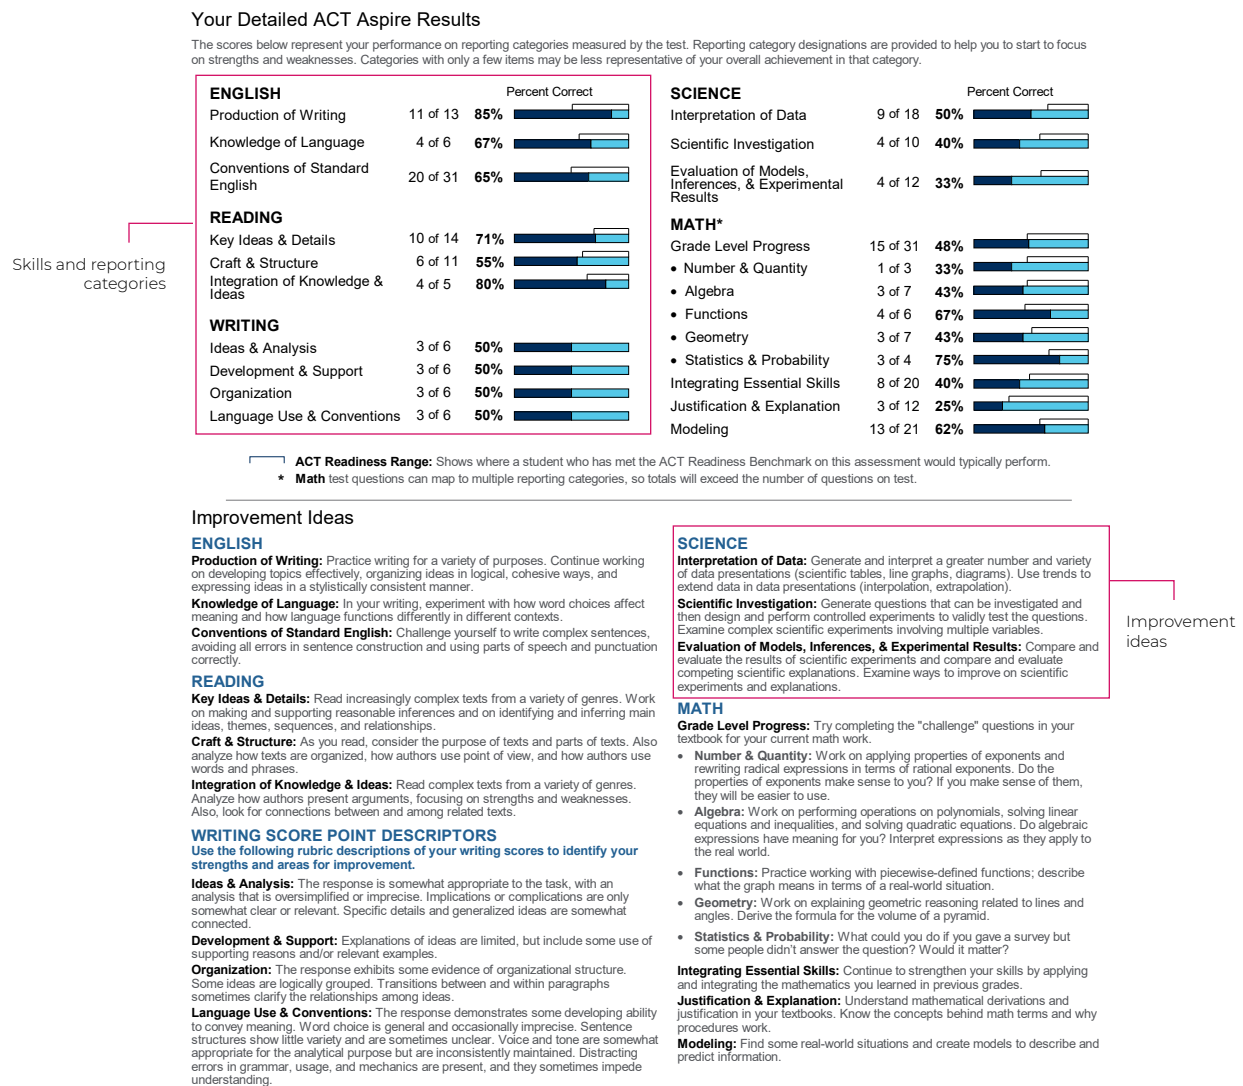 Your Detailed ACT Aspire Results
The scores below represent your performance on reporting categories measured by the test. Reporting category designations are provided to help you to start to focus
on strengths and weaknesses. Categories with only a few items may be less representative of your overall achievement in that category.
Skills and reporting
categories
ENGLISH Percent Correct
Production of Writing 11 of 13 85%
Knowledge of Language 4 of 6 67%
Conventions of Standard
English 20 of 31 65%
READING
Key Ideas & Details 10 of 14 71%
Craft & Structure 6 of 11 55%
Integration of Knowledge &
Ideas 4 of 5 80%
WRITING
Ideas & Analysis 3 of 6 50%
Development & Support 3 of 6 50%
Organization 3 of 6 50%
Language Use & Conventions 3 of 6 50%
SCIENCE Percent Correct
Interpretation of Data 9 of 18 50%
Scientific Investigation 4 of 10 40%
Evaluation of Models,
Inferences, & Experimental 4 of 12 33%
Results
MATH*
Grade Level Progress 15 of 31 48%
• Number & Quantity 1 of 3 33%
• Algebra 3 of 7 43%
• Functions 4 of 6 67%
• Geometry 3 of 7 43%
• Statistics & Probability 3 of 4 75%
Integrating Essential Skills 8 of 20 40%
Justification & Explanation 3 of 12 25%
Modeling 13 of 21 62%
ACT Readiness Range: Shows where a student who has met the ACT Readiness Benchmark on this assessment would typically perform.
* Math test questions can map to multiple reporting categories, so totals will exceed the number of questions on test.
Improvement Ideas
ENGLISH
Production of Writing: Practice writing for a variety of purposes. Continue working
on developing topics effectively, organizing ideas in logical, cohesive ways, and
expressing ideas in a stylistically consistent manner.
Knowledge of Language: In your writing, experiment with how word choices affect
meaning and how language functions differently in different contexts.
Conventions of Standard English: Challenge yourself to write complex sentences,
avoiding all errors in sentence construction and using parts of speech and punctuation
correctly.
READING
Key Ideas & Details: Read increasingly complex texts from a variety of genres. Work
on making and supporting reasonable inferences and on identifying and inferring main
ideas, themes, sequences, and relationships.
Craft & Structure: As you read, consider the purpose of texts and parts of texts. Also
analyze how texts are organized, how authors use point of view, and how authors use
words and phrases.
Integration of Knowledge & Ideas: Read complex texts from a variety of genres.
Analyze how authors present arguments, focusing on strengths and weaknesses.
Also, look for connections between and among related texts.
WRITING SCORE POINT DESCRIPTORS
Use the following rubric descriptions of your writing scores to identify your
strengths and areas for improvement.
Ideas & Analysis: The response is somewhat appropriate to the task, with an
analysis that is oversimplified or imprecise. Implications or complications are only
somewhat clear or relevant. Specific details and generalized ideas are somewhat
connected.
Development & Support: Explanations of ideas are limited, but include some use of
supporting reasons and/or relevant examples.
Organization: The response exhibits some evidence of organizational structure.
Some ideas are logically grouped. Transitions between and within paragraphs
sometimes clarify the relationships among ideas.
Language Use & Conventions: The response demonstrates some developing ability
to convey meaning. Word choice is general and occasionally imprecise. Sentence
structures show little variety and are sometimes unclear. Voice and tone are somewhat
appropriate for the analytical purpose but are inconsistently maintained. Distracting
errors in grammar, usage, and mechanics are present, and they sometimes impede
understanding.
SCIENCE
Interpretation of Data: Generate and interpret a greater number and variety
of data presentations (scientific tables, line graphs, diagrams). Use trends to
extend data in data presentations (interpolation, extrapolation).
Scientific Investigation: Generate questions that can be investigated and
then design and perform controlled experiments to validly test the questions.
Examine complex scientific experiments involving multiple variables.
Evaluation of Models, Inferences, & Experimental Results: Compare and
evaluate the results of scientific experiments and compare and evaluate
competing scientific explanations. Examine ways to improve on scientific
experiments and explanations.
Improvement
ideas
MATH
Grade Level Progress: Try completing the "challenge" questions in your
textbook for your current math work.
• Number & Quantity: Work on applying properties of exponents and
rewriting radical expressions in terms of rational exponents. Do the
properties of exponents make sense to you? If you make sense of them,
they will be easier to use.
• Algebra: Work on performing operations on polynomials, solving linear
equations and inequalities, and solving quadratic equations. Do algebraic
expressions have meaning for you? Interpret expressions as they apply to
the real world.
• Functions: Practice working with piecewise-defined functions; describe
what the graph means in terms of a real-world situation.
• Geometry: Work on explaining geometric reasoning related to lines and
angles. Derive the formula for the volume of a pyramid.
• Statistics & Probability: What could you do if you gave a survey but
some people didn't answer the question? Would it matter?
Integrating Essential Skills: Continue to strengthen your skills by applying
and integrating the mathematics you learned in previous grades.
Justification & Explanation: Understand mathematical derivations and
justification in your textbooks. Know the concepts behind math terms and why
procedures work.
Modeling: Find some real-world situations and create models to describe and
predict information.